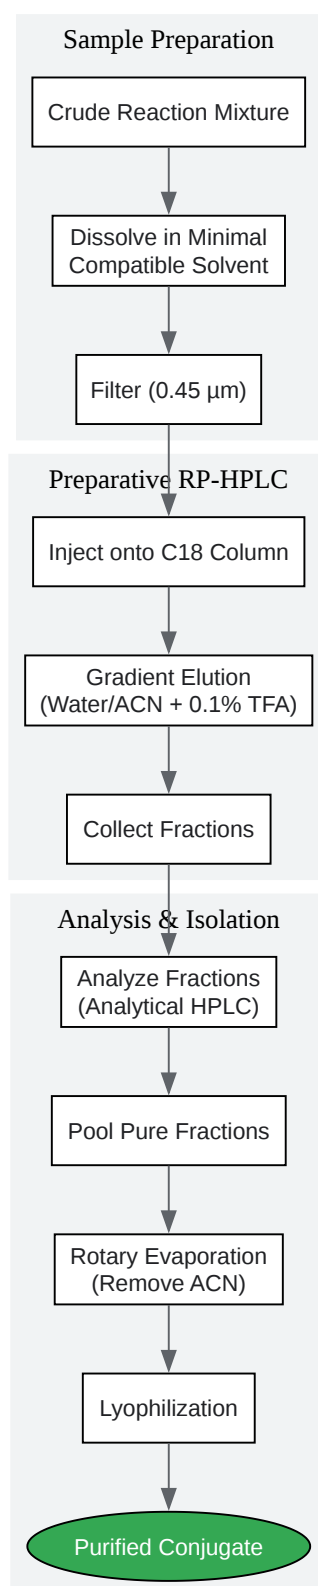 Sample Preparation
Crude Reaction Mixture
Dissolve in Minimal
Compatible Solvent
Filter (0.45 µm)
Preparative RP-HPLC
Inject onto C18 Column
Gradient Elution
(Water/ACN + 0.1% TFA)
Collect Fractions
Analysis & Isolation
Analyze Fractions
(Analytical HPLC)
Pool Pure Fractions
Rotary Evaporation
(Remove ACN)
Lyophilization
Purified Conjugate